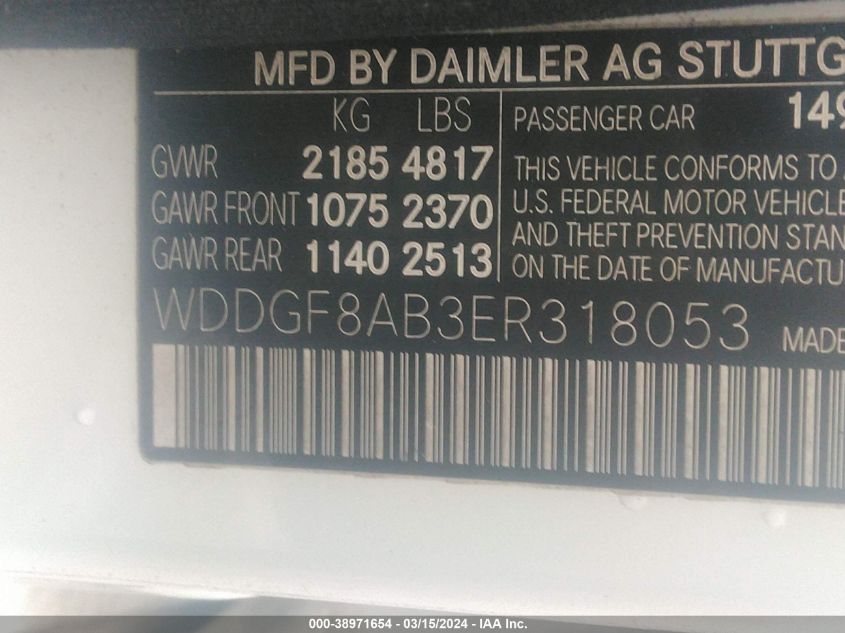 MFD BY DAIMLER AG STUTTG
KG LBS
GVWR 2185 4817
GAWR FRONT 1075 2370
GAWR REAR 1140 2513
PASSENGER CAR 149
THIS VEHICLE CONFORMS TO A
U.S. FEDERAL MOTOR VEHICLE
AND THEFT PREVENTION STAN
ON THE DATE OF MANUFACTU
WDDGF8AB3ER318053
MADE
000-38971654 - 03/15/2024 - IAA Inc.